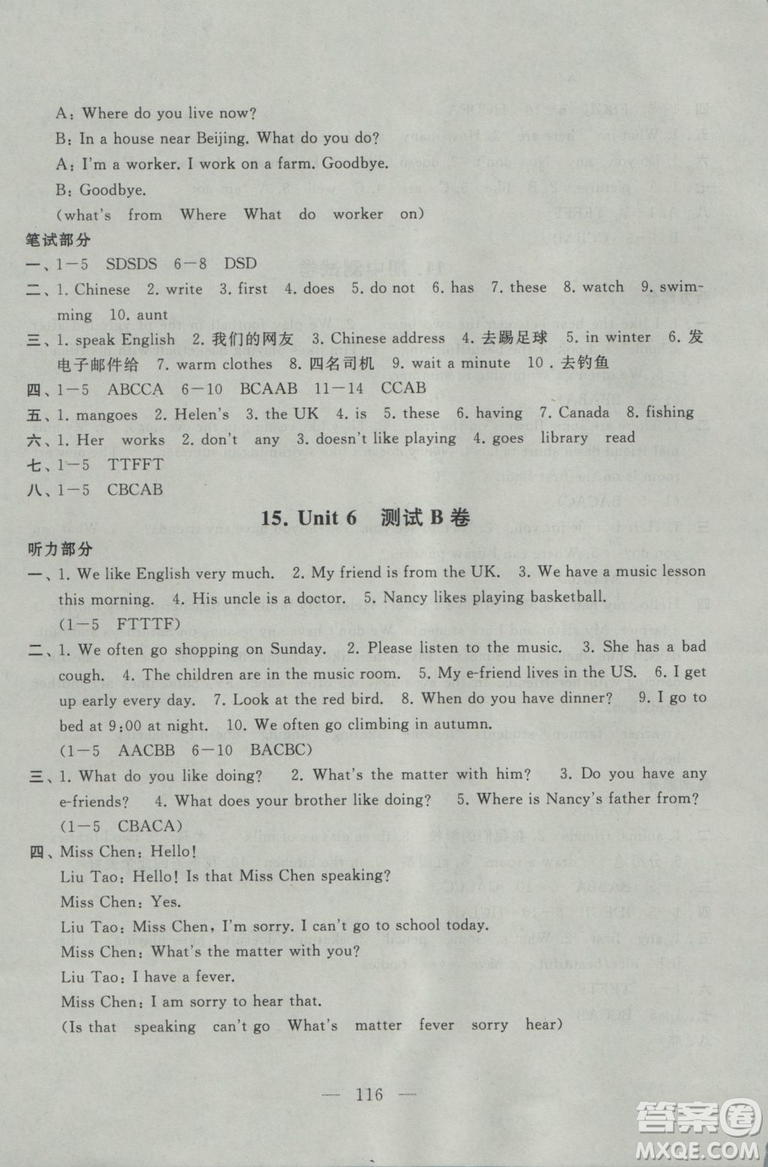 A: Where do you live now?
B: In a house near Beijing. What do you do?
A: I'm a worker. I work on a farm. Goodbye.
B: Goodbye.
(what's  from  Where  What  do  worker  on)
笔试部分
一、1-5  SDSDS  6-8  DSD
二、1. Chinese  2. write  3. first  4. does  5. do not  6. has  7. these  8. watch  9. swim-
ming  10. aunt
三、1. speak English  2. 我们的网友  3. Chinese address  4. 去踢足球  5. in winter  6. 发
电子邮件给  7. warm clothes  8. 四名司机  9. wait a minute  10. 去钓鱼
四、1-5  ABCCA  6-10  BCAAB  11-14  CCAB
五、1. mangoes  2. Helen's  3. the UK  4. is  5. these  6. having  7. Canada  8. fishing
六、1. Her  works  2. don't  any  3. doesn't like playing  4. goes  library  read
七、1-5  TTFFT
八、1-5  CBCAB
15. Unit 6  测试 B 卷
听力部分
一、1. We like English very much.  2. My friend is from the UK.  3. We have a music lesson
this morning.  4. His uncle is a doctor.  5. Nancy likes playing basketball.
(1-5  FTTTF)
二、1. We often go shopping on Sunday.  2. Please listen to the music.  3. She has a bad
cough.  4. The children are in the music room.  5. My e-friend lives in the US.  6. I get
up early every day.  7. Look at the red bird.  8. When do you have dinner?  9. I go to
bed at 9:00 at night.  10. We often go climbing in autumn.
(1-5  AACBB  6-10  BACBC)
三、1. What do you like doing?  2. What's the matter with him?  3. Do you have any
e-friends?  4. What does your brother like doing?  5. Where is Nancy's father from?
(1-5  CBACA)
四、Miss Chen: Hello!
Liu Tao: Hello! Is that Miss Chen speaking?
Miss Chen: Yes.
Liu Tao: Miss Chen, I'm sorry. I can't go to school today.
Miss Chen: What's the matter with you?
Liu Tao: I have a fever.
Miss Chen: I am sorry to hear that.
(Is that  speaking  can't go  What's  matter  fever  sorry  hear)
— 116 —
答案圈
MXQE.COM